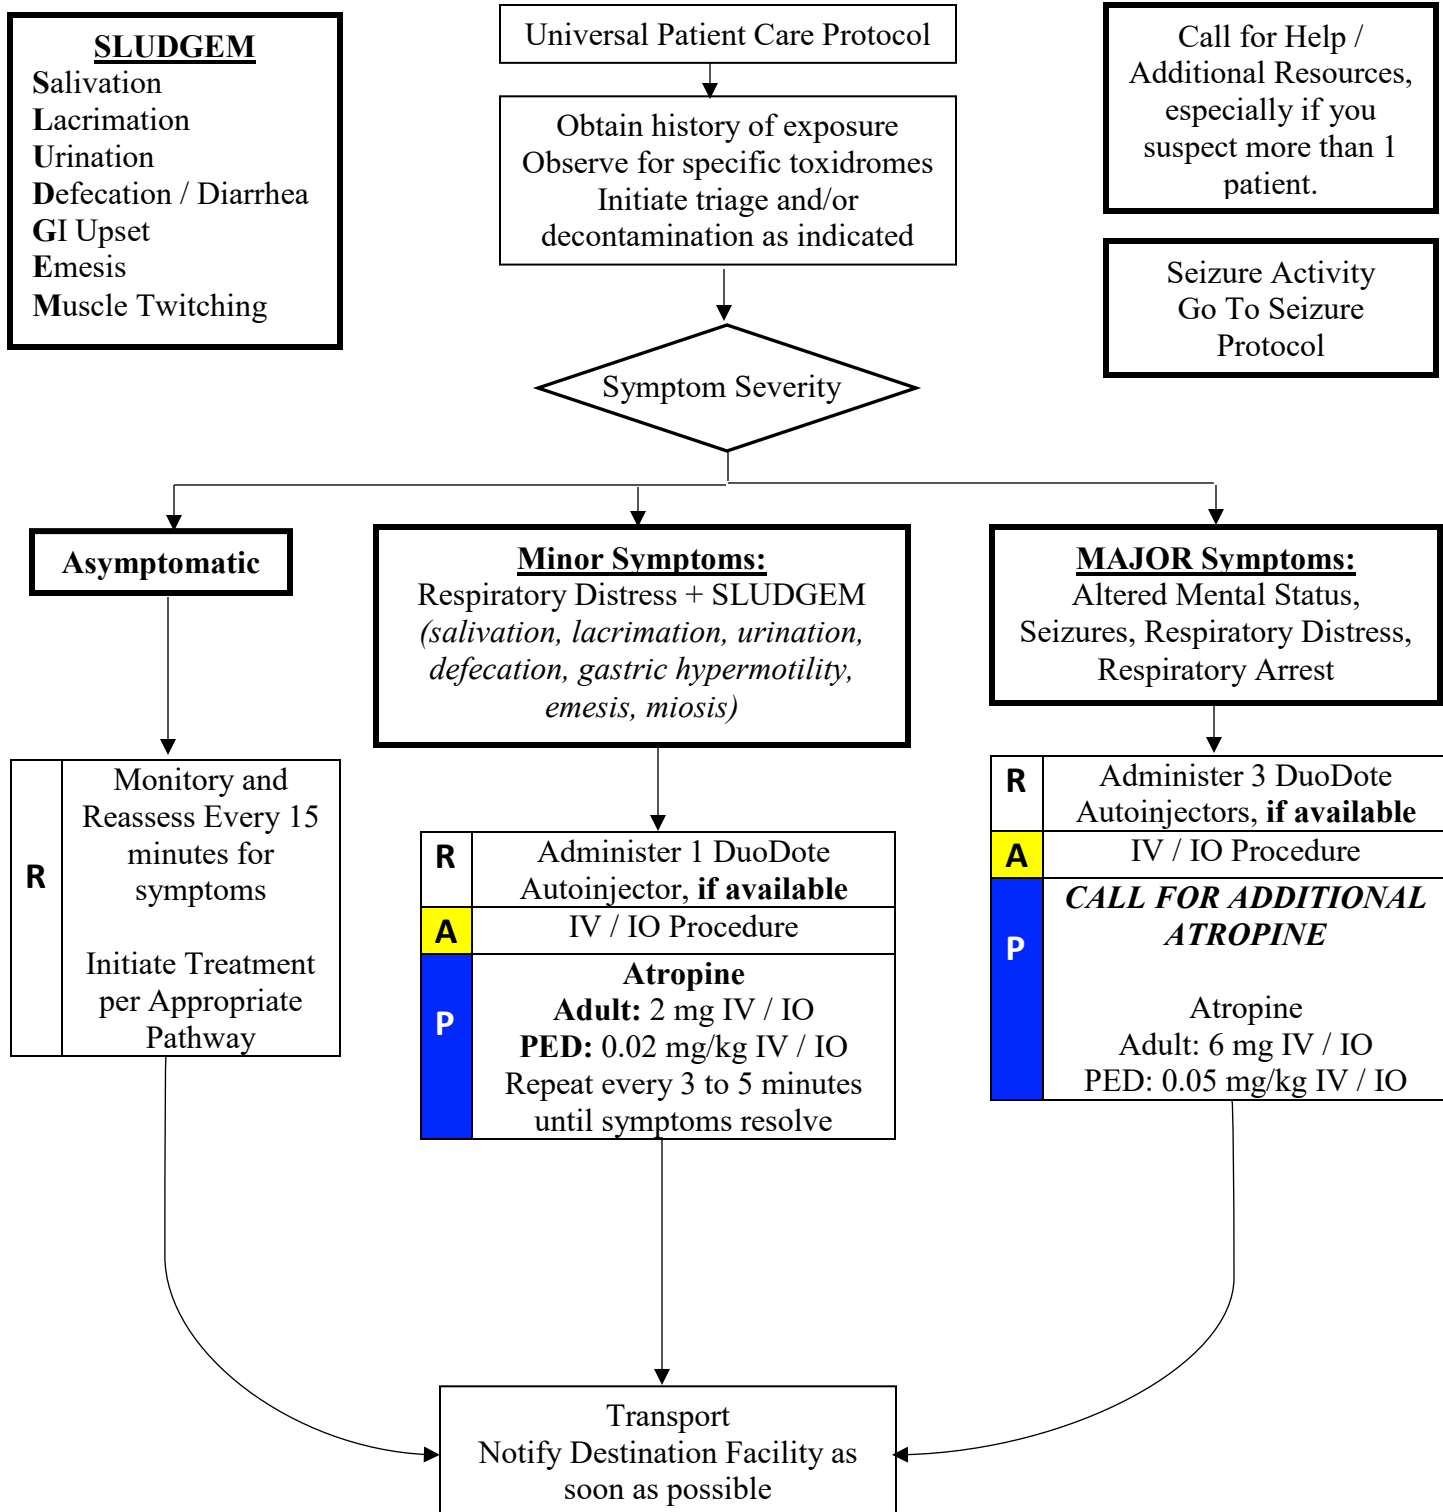 SLUDGEM
Salivation
Lacrimation
Urination
Defecation / Diarrhea
GI Upset
Emesis
Muscle Twitching
Universal Patient Care Protocol
Obtain history of exposure
Observe for specific toxidromes
Initiate triage and/or
decontamination as indicated
Call for Help /
Additional Resources,
especially if you
suspect more than 1
patient.
Seizure Activity
Go To Seizure
Protocol
Symptom Severity
Asymptomatic
R
Monitory and
Reassess Every 15
minutes for
symptoms
Initiate Treatment
per Appropriate
Pathway
Minor Symptoms:
Respiratory Distress + SLUDGEM
(salivation, lacrimation, urination,
defecation, gastric hypermotility,
emesis, miosis)
R
Administer 1 DuoDote
Autoinjector, if available
A
IV / IO Procedure
P
Atropine
Adult: 2 mg IV / IO
PED: 0.02 mg/kg IV / IO
Repeat every 3 to 5 minutes
until symptoms resolve
MAJOR Symptoms:
Altered Mental Status,
Seizures, Respiratory Distress,
Respiratory Arrest
R
Administer 3 DuoDote
Autoinjectors, if available
A
IV / IO Procedure
P
CALL FOR ADDITIONAL
ATROPINE
Atropine
Adult: 6 mg IV / IO
PED: 0.05 mg/kg IV / IO
Transport
Notify Destination Facility as
soon as possible